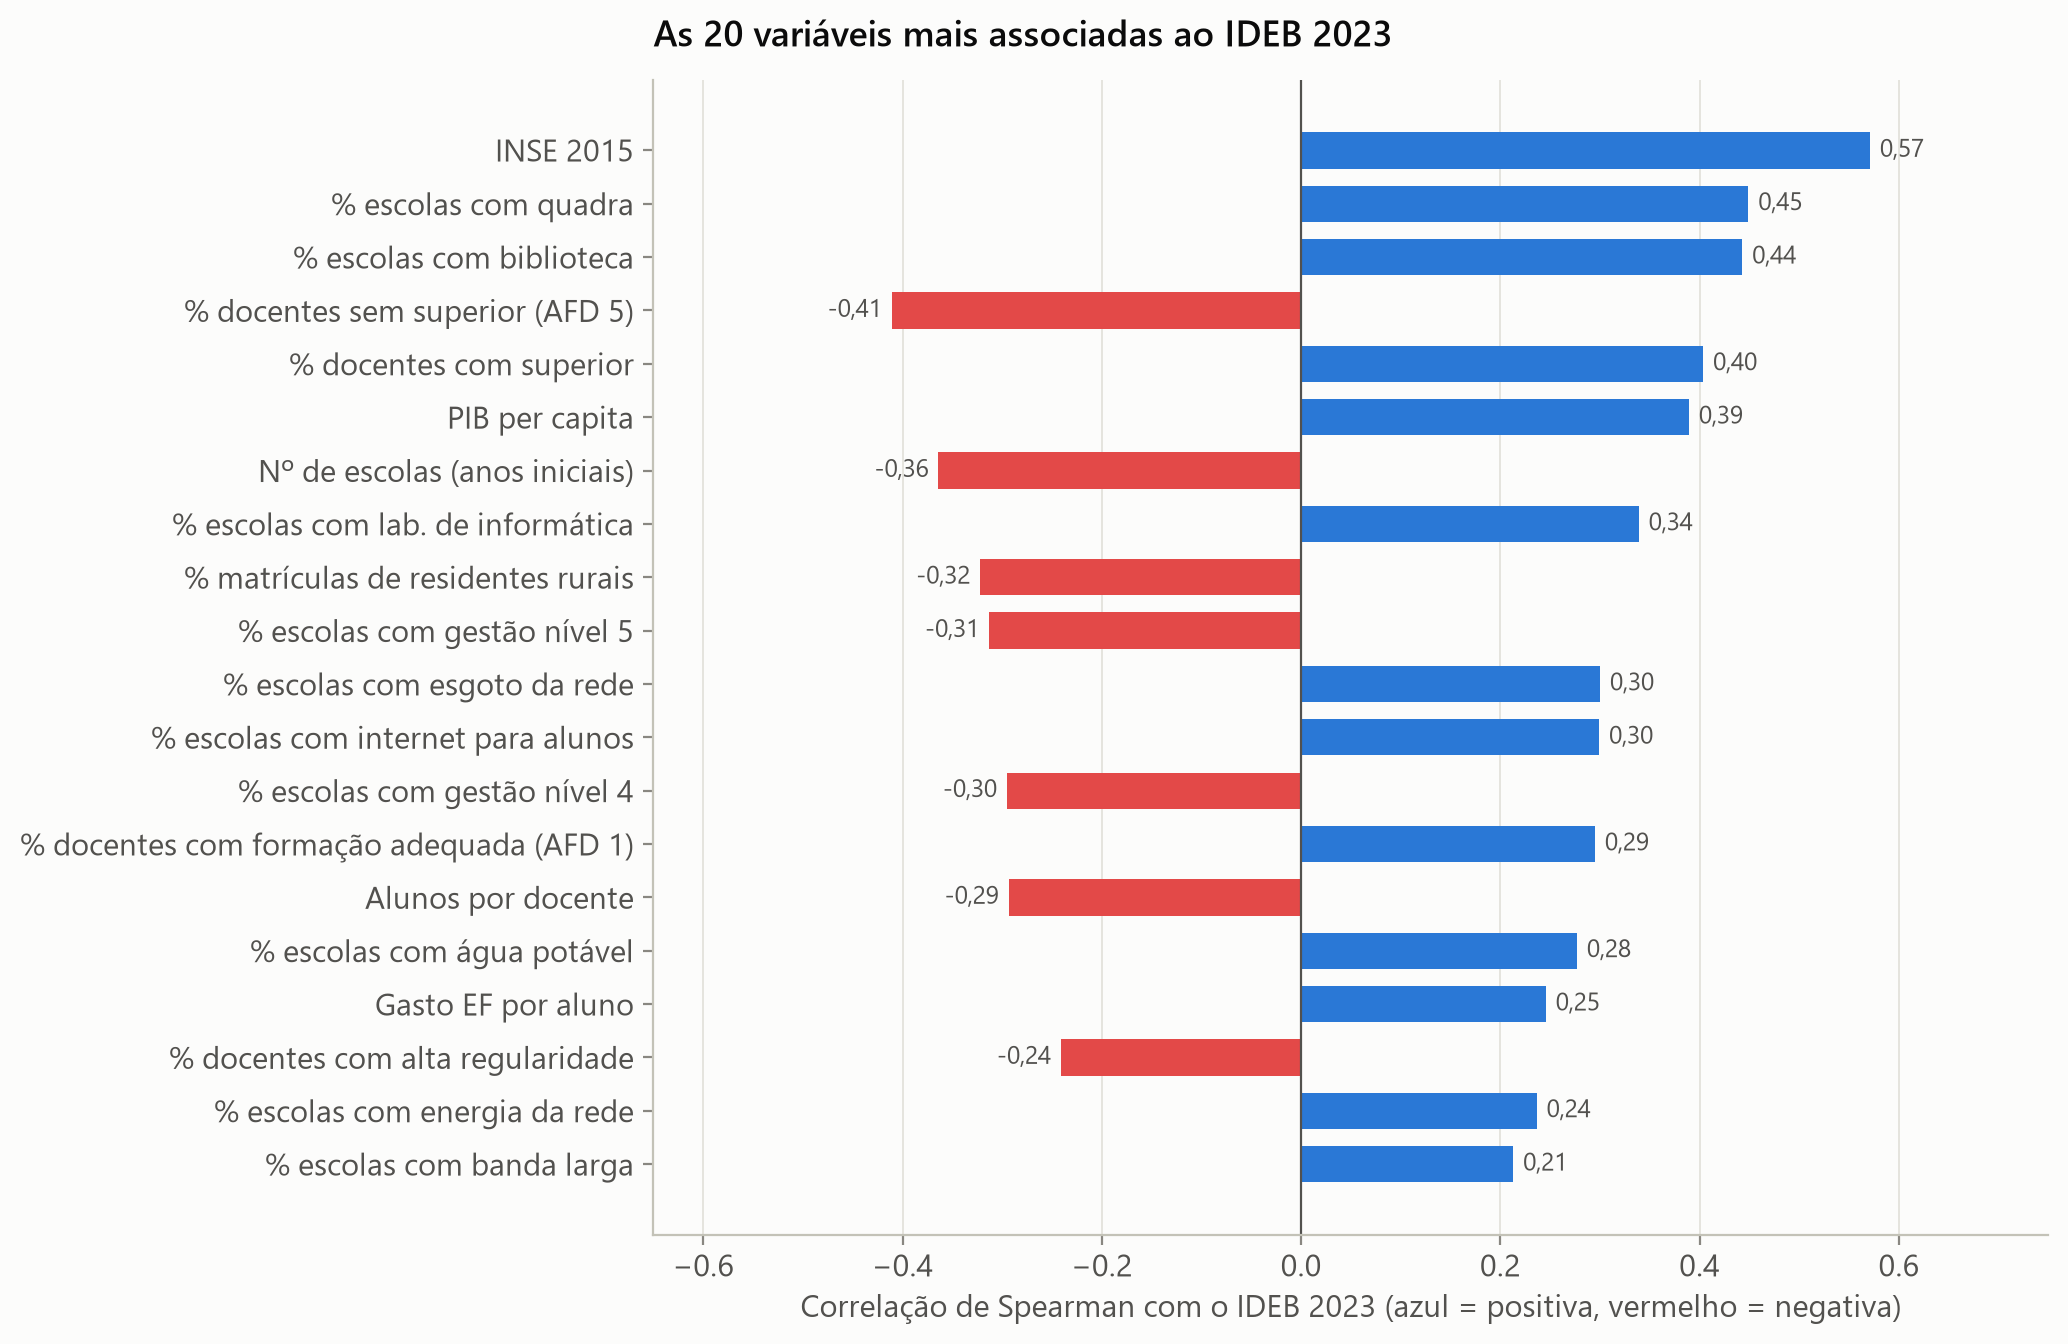 As 20 variáveis mais associadas ao IDEB 2023
INSE 2015 0,57
% escolas com quadra 0,45
% escolas com biblioteca 0,44
% docentes sem superior (AFD 5) -0,41
% docentes com superior 0,40
PIB per capita 0,39
Nº de escolas (anos iniciais) -0,36
% escolas com lab. de informática 0,34
% matrículas de residentes rurais -0,32
% escolas com gestão nível 5 -0,31
% escolas com esgoto da rede 0,30
% escolas com internet para alunos 0,30
% escolas com gestão nível 4 -0,30
% docentes com formação adequada (AFD 1) 0,29
Alunos por docente -0,29
% escolas com água potável 0,28
Gasto EF por aluno 0,25
% docentes com alta regularidade -0,24
% escolas com energia da rede 0,24
% escolas com banda larga 0,21
−0.6 −0.4 −0.2 0.0 0.2 0.4 0.6
Correlação de Spearman com o IDEB 2023 (azul = positiva, vermelho = negativa)